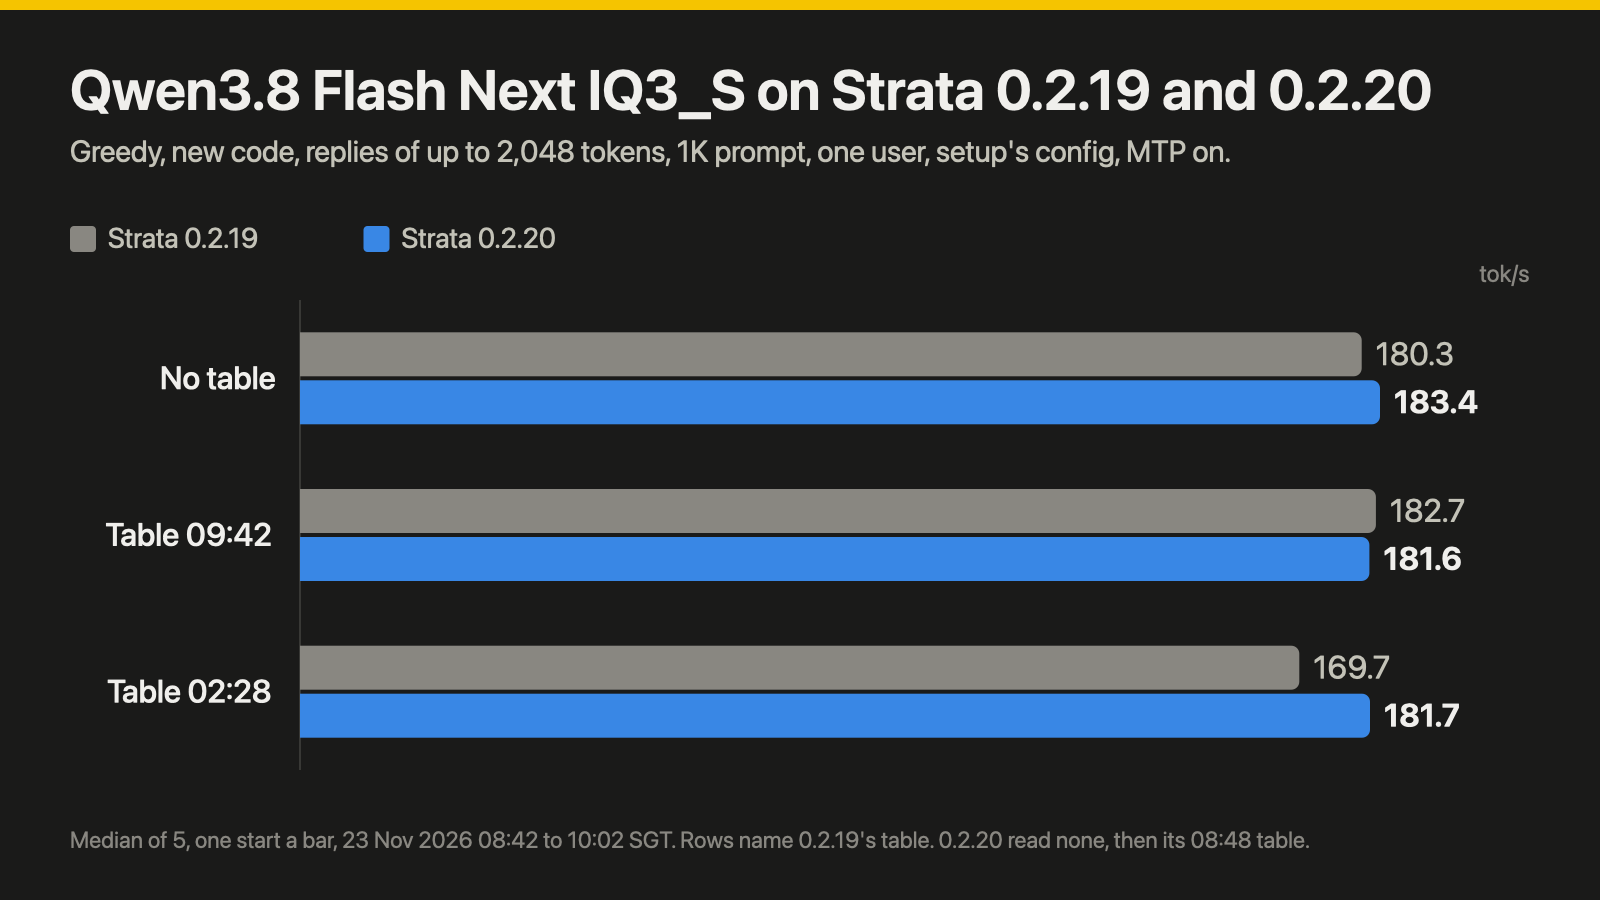 Qwen3.8 Flash Next IQ3_S on Strata 0.2.19 and 0.2.20
Greedy, new code, replies of up to 2,048 tokens, 1K prompt, one user, setup's config, MTP on.
Strata 0.2.19
Strata 0.2.20
tok/s
No table
180.3
183.4
Table 09:42
182.7
181.6
Table 02:28
169.7
181.7
Median of 5, one start a bar, 23 Nov 2026 08:42 to 10:02 SGT. Rows name 0.2.19's table. 0.2.20 read none, then its 08:48 table.